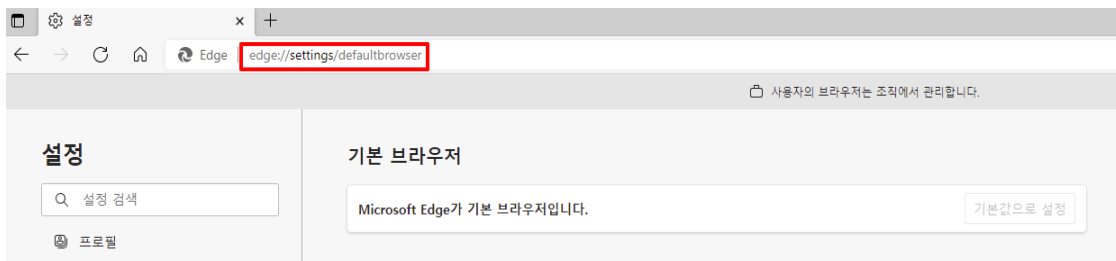 설정
Edge edge://settings/defaultbrowser
사용자의 브라우저는 조직에서 관리합니다.
설정
기본 브라우저
설정 검색
Microsoft Edge가 기본 브라우저입니다. 기본값으로 설정
프로필